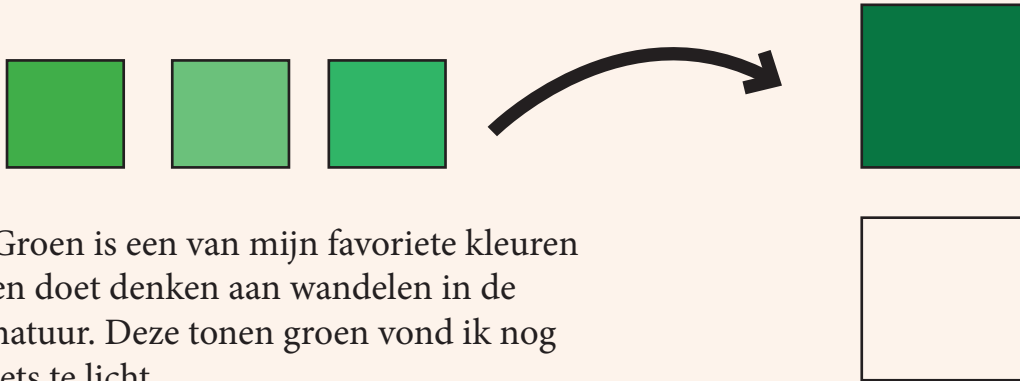 Groen is een van mijn favoriete kleuren
en doet denken aan wandelen in de
natuur. Deze tonen groen vond ik nog
iets te licht